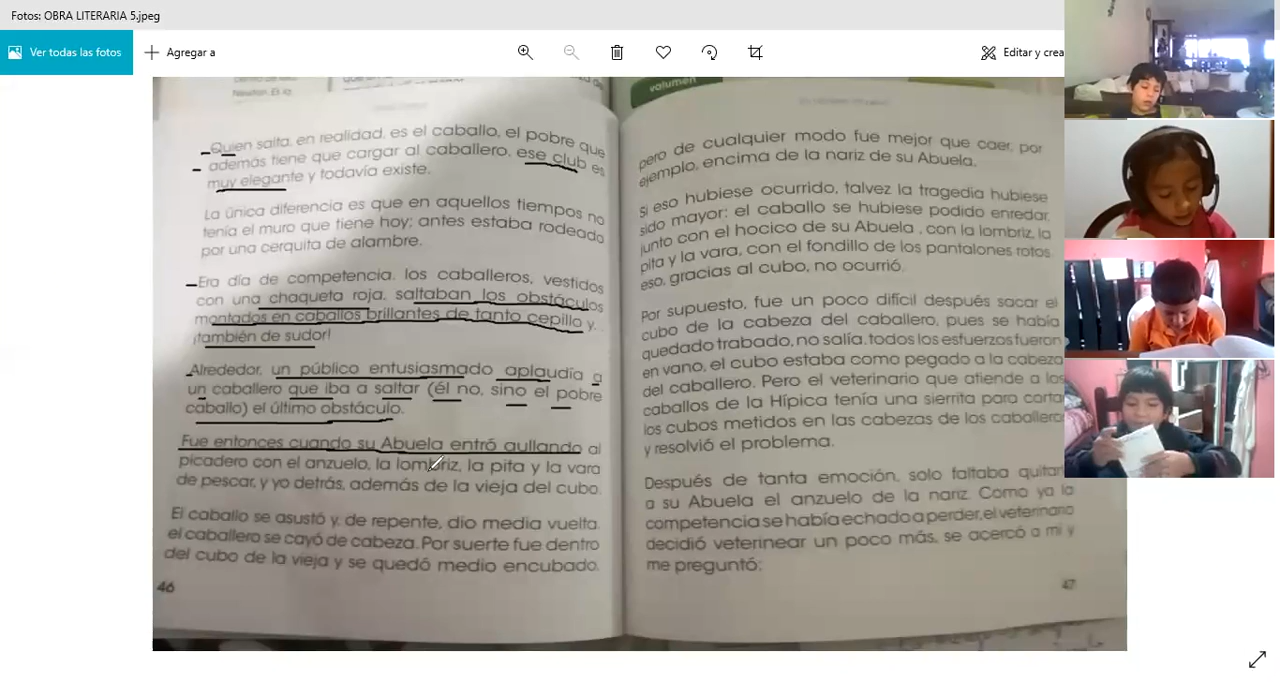 Fotos: OBRA LITERARIA 5.jpeg
Ver todas las fotos
Agregar a
Editar y crea
Newton. El 42
volumen
Quien salta, en realidad, es el caballo, el pobre que
además tiene que cargar al caballero, ese club es
muy elegante y todavía existe.
La única diferencia es que en aquellos tiempos no
tenía el muro que tiene hoy; antes estaba rodeada
por una cerquita de alambre.
Era día de competencia. los caballeros, vestidos
con una chaqueta roja, saltaban los obstáculos
montados en caballos brillantes de tanto cepillo y..
¡también de sudor!
Alrededor, un público entusiasmado aplaudía a
un caballero que iba a saltar (él no, sino el pobre
caballo) el último obstáculo.
Fue entonces cuando su Abuela entró aullando al
picadero con el anzuelo, la lombriz, la pita y la vara
de pescar, y yo detrás, además de la vieja del cubo.
El caballo se asustó y, de repente, dio media vuelta.
el caballero se cayó de cabeza. Por suerte fue dentro
del cubo de la vieja y se quedó medio encubado.
46
pero de cualquier modo fue mejor que caer, por
ejemplo, encima de la nariz de su Abuela.
Si eso hubiese ocurrido, talvez la tragedia hubiese
sido mayor: el caballo se hubiese podido enredar
junto con el hocico de su Abuela , con la lombriz, la
pita y la vara, con el fondillo de los pantalones rotos
eso, gracias al cubo, no ocurrió.
Por supuesto, fue un poco difícil después sacar el
cubo de la cabeza del caballero, pues se había
quedado trabado, no salía. todos los esfuerzos fueron
en vano, el cubo estaba como pegado a la cabeza
del caballero. Pero el veterinario que atiende a los
caballos de la Hípica tenía una sierrita para cortar
los cubos metidos en las cabezas de los caballero
y resolvió el problema.
Después de tanta emoción, solo faltaba quitar
a su Abuela el anzuelo de la nariz. Como ya la
competencia se había echado a perder, el veterinario
decidió veterinear un poco más, se acercó a mi y
me preguntó:
47